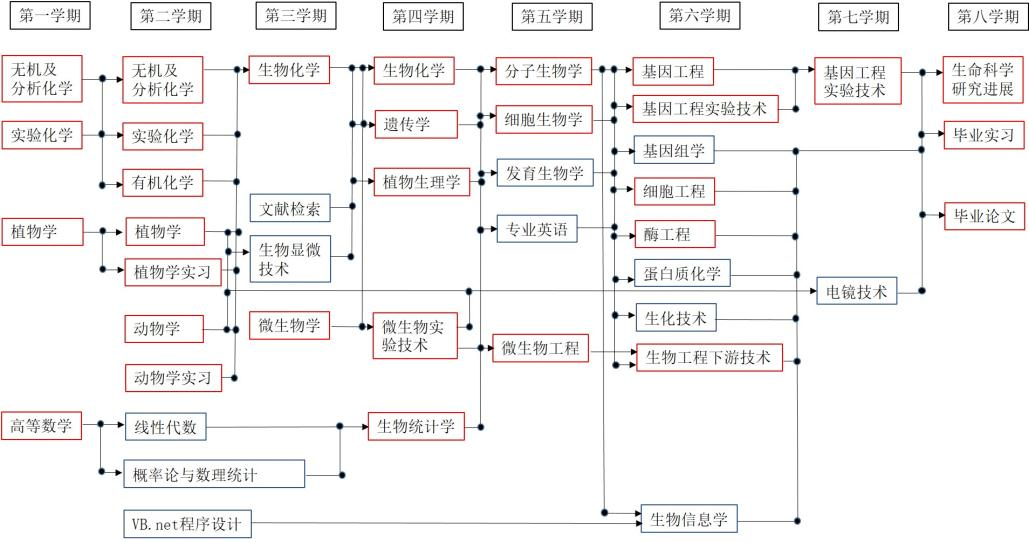 第一学期
第二学期
第三学期
第四学期
第五学期
第六学期
第七学期
第八学期
无机及
分析化学
实验化学
植物学
高等数学
无机及
分析化学
实验化学
有机化学
植物学
植物学实习
动物学
动物学实习
线性代数
概率论与数理统计
VB.net程序设计
生物化学
文献检索
生物显微
技术
微生物学
生物化学
遗传学
植物生理学
微生物实
验技术
生物统计学
分子生物学
细胞生物学
发育生物学
专业英语
微生物工程
基因工程
基因工程实验技术
基因组学
细胞工程
酶工程
蛋白质化学
生化技术
生物工程下游技术
生物信息学
基因工程
实验技术
电镜技术
生命科学
研究进展
毕业实习
毕业论文